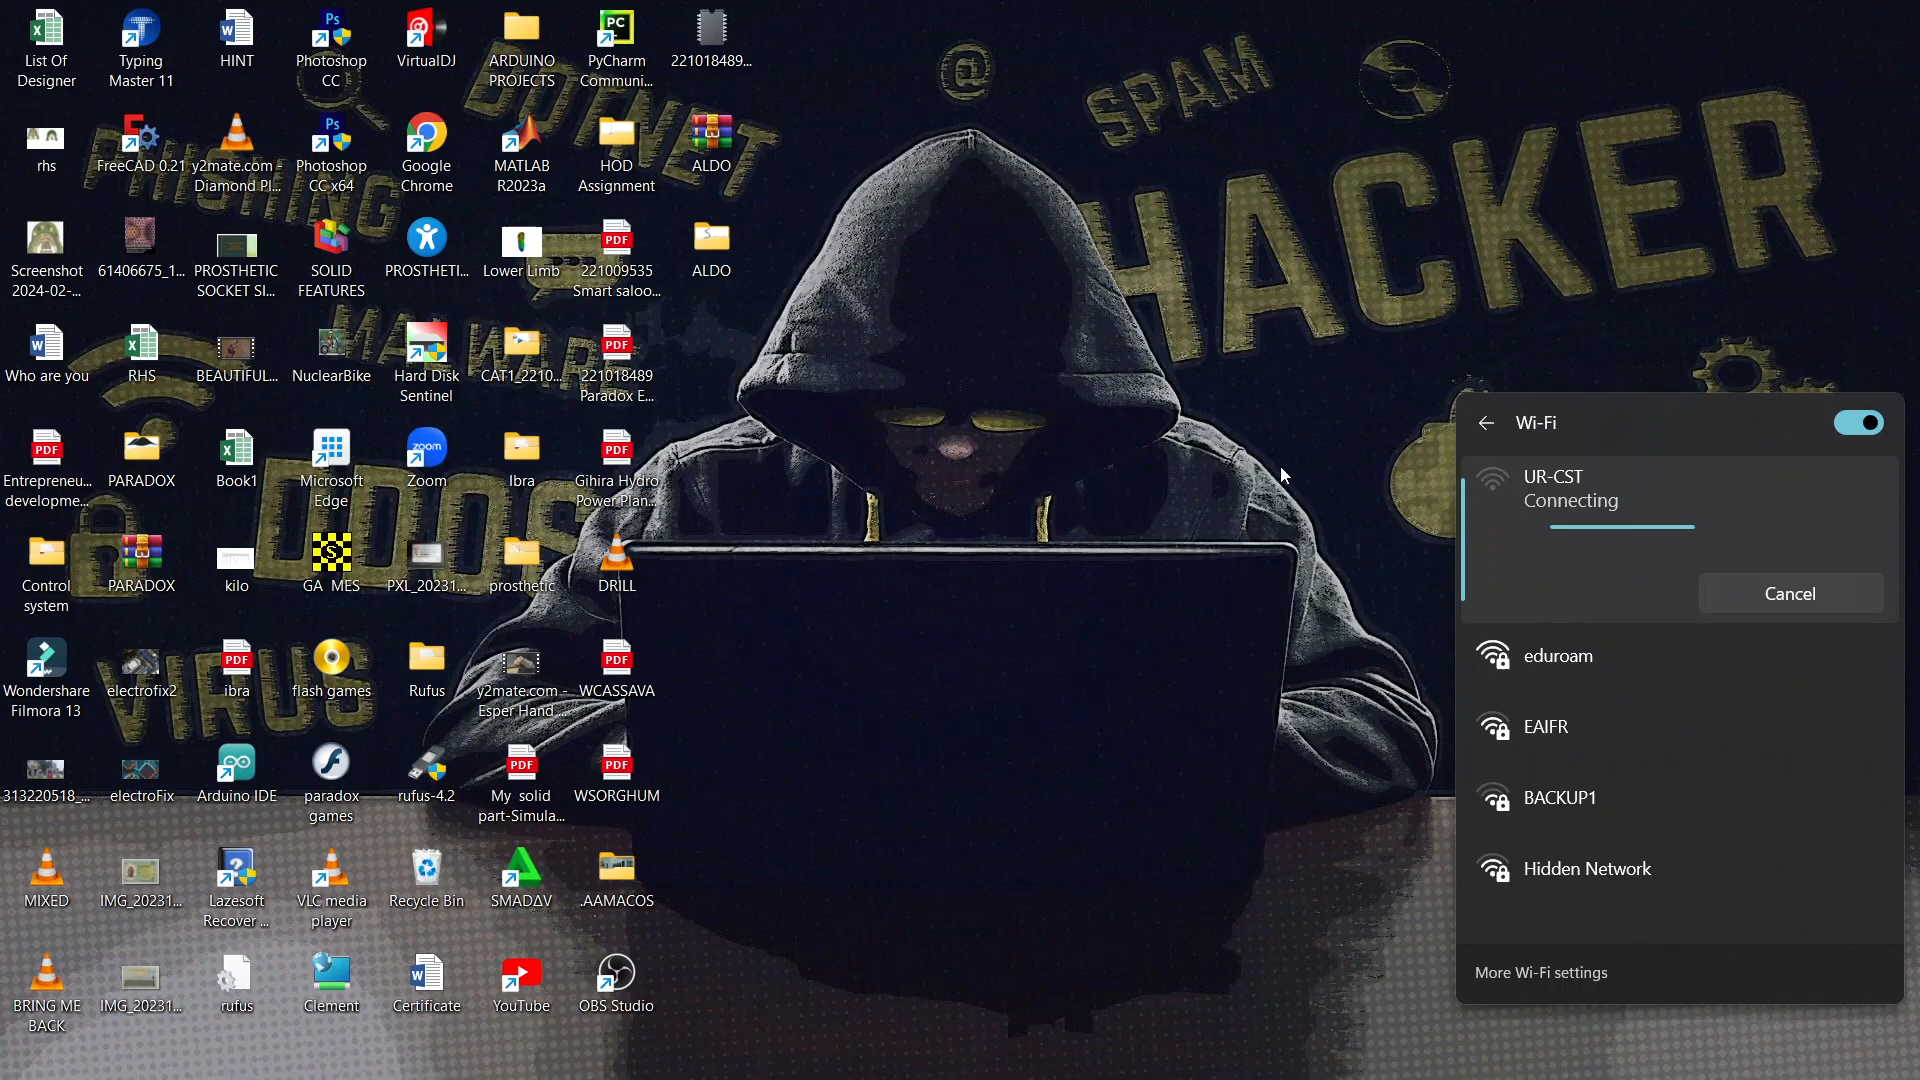 List Of
Designer
Typing
Master 11
HINT
Photoshop
CC
VirtualDJ
ARDUINO
PROJECTS
PyCharm
Communi...
221018489...
rhs
FreeCAD 0.21
y2mate.com -
Diamond Pl...
Photoshop
CC x64
Google
Chrome
MATLAB
R2023a
HOD
Assignment
ALDO
Screenshot
2024-02-...
61406675_1...
PROSTHETIC
SOCKET SI...
SOLID
FEATURES
PROSTHETI...
Lower Limb
221009535
Smart saloo...
ALDO
Who are you
RHS
BEAUTIFUL...
NuclearBike
Hard Disk
Sentinel
CAT1_2210...
221018489
Paradox E...
Entrepreneu...
developme...
PARADOX
Book1
Microsoft
Edge
Zoom
Ibra
Gihira Hydro
Power Plan...
Control
system
PARADOX
kilo
GA_MES
PXL_20231...
prosthetic
DRILL
Wondershare
Filmora 13
electrofix2
ibra
flash games
Rufus
y2mate.com -
Esper Hand ...
WCASSAVA
313220518_...
electroFix
Arduino IDE
paradox
games
rufus-4.2
My solid
part-Simula...
WSORGHUM
MIXED
IMG_20231...
Lazesoft
Recover ...
VLC media
player
Recycle Bin
SMADΔV
.AAMACOS
BRING ME
BACK
IMG_20231...
rufus
Clement
Certificate
YouTube
OBS Studio
@
SPAM
HACKER
BOTNET
PHISHING
MALWARE
DDOS
VIRUS
Wi-Fi
UR-CST
Connecting
Cancel
eduroam
EAIFR
BACKUP1
Hidden Network
More Wi-Fi settings